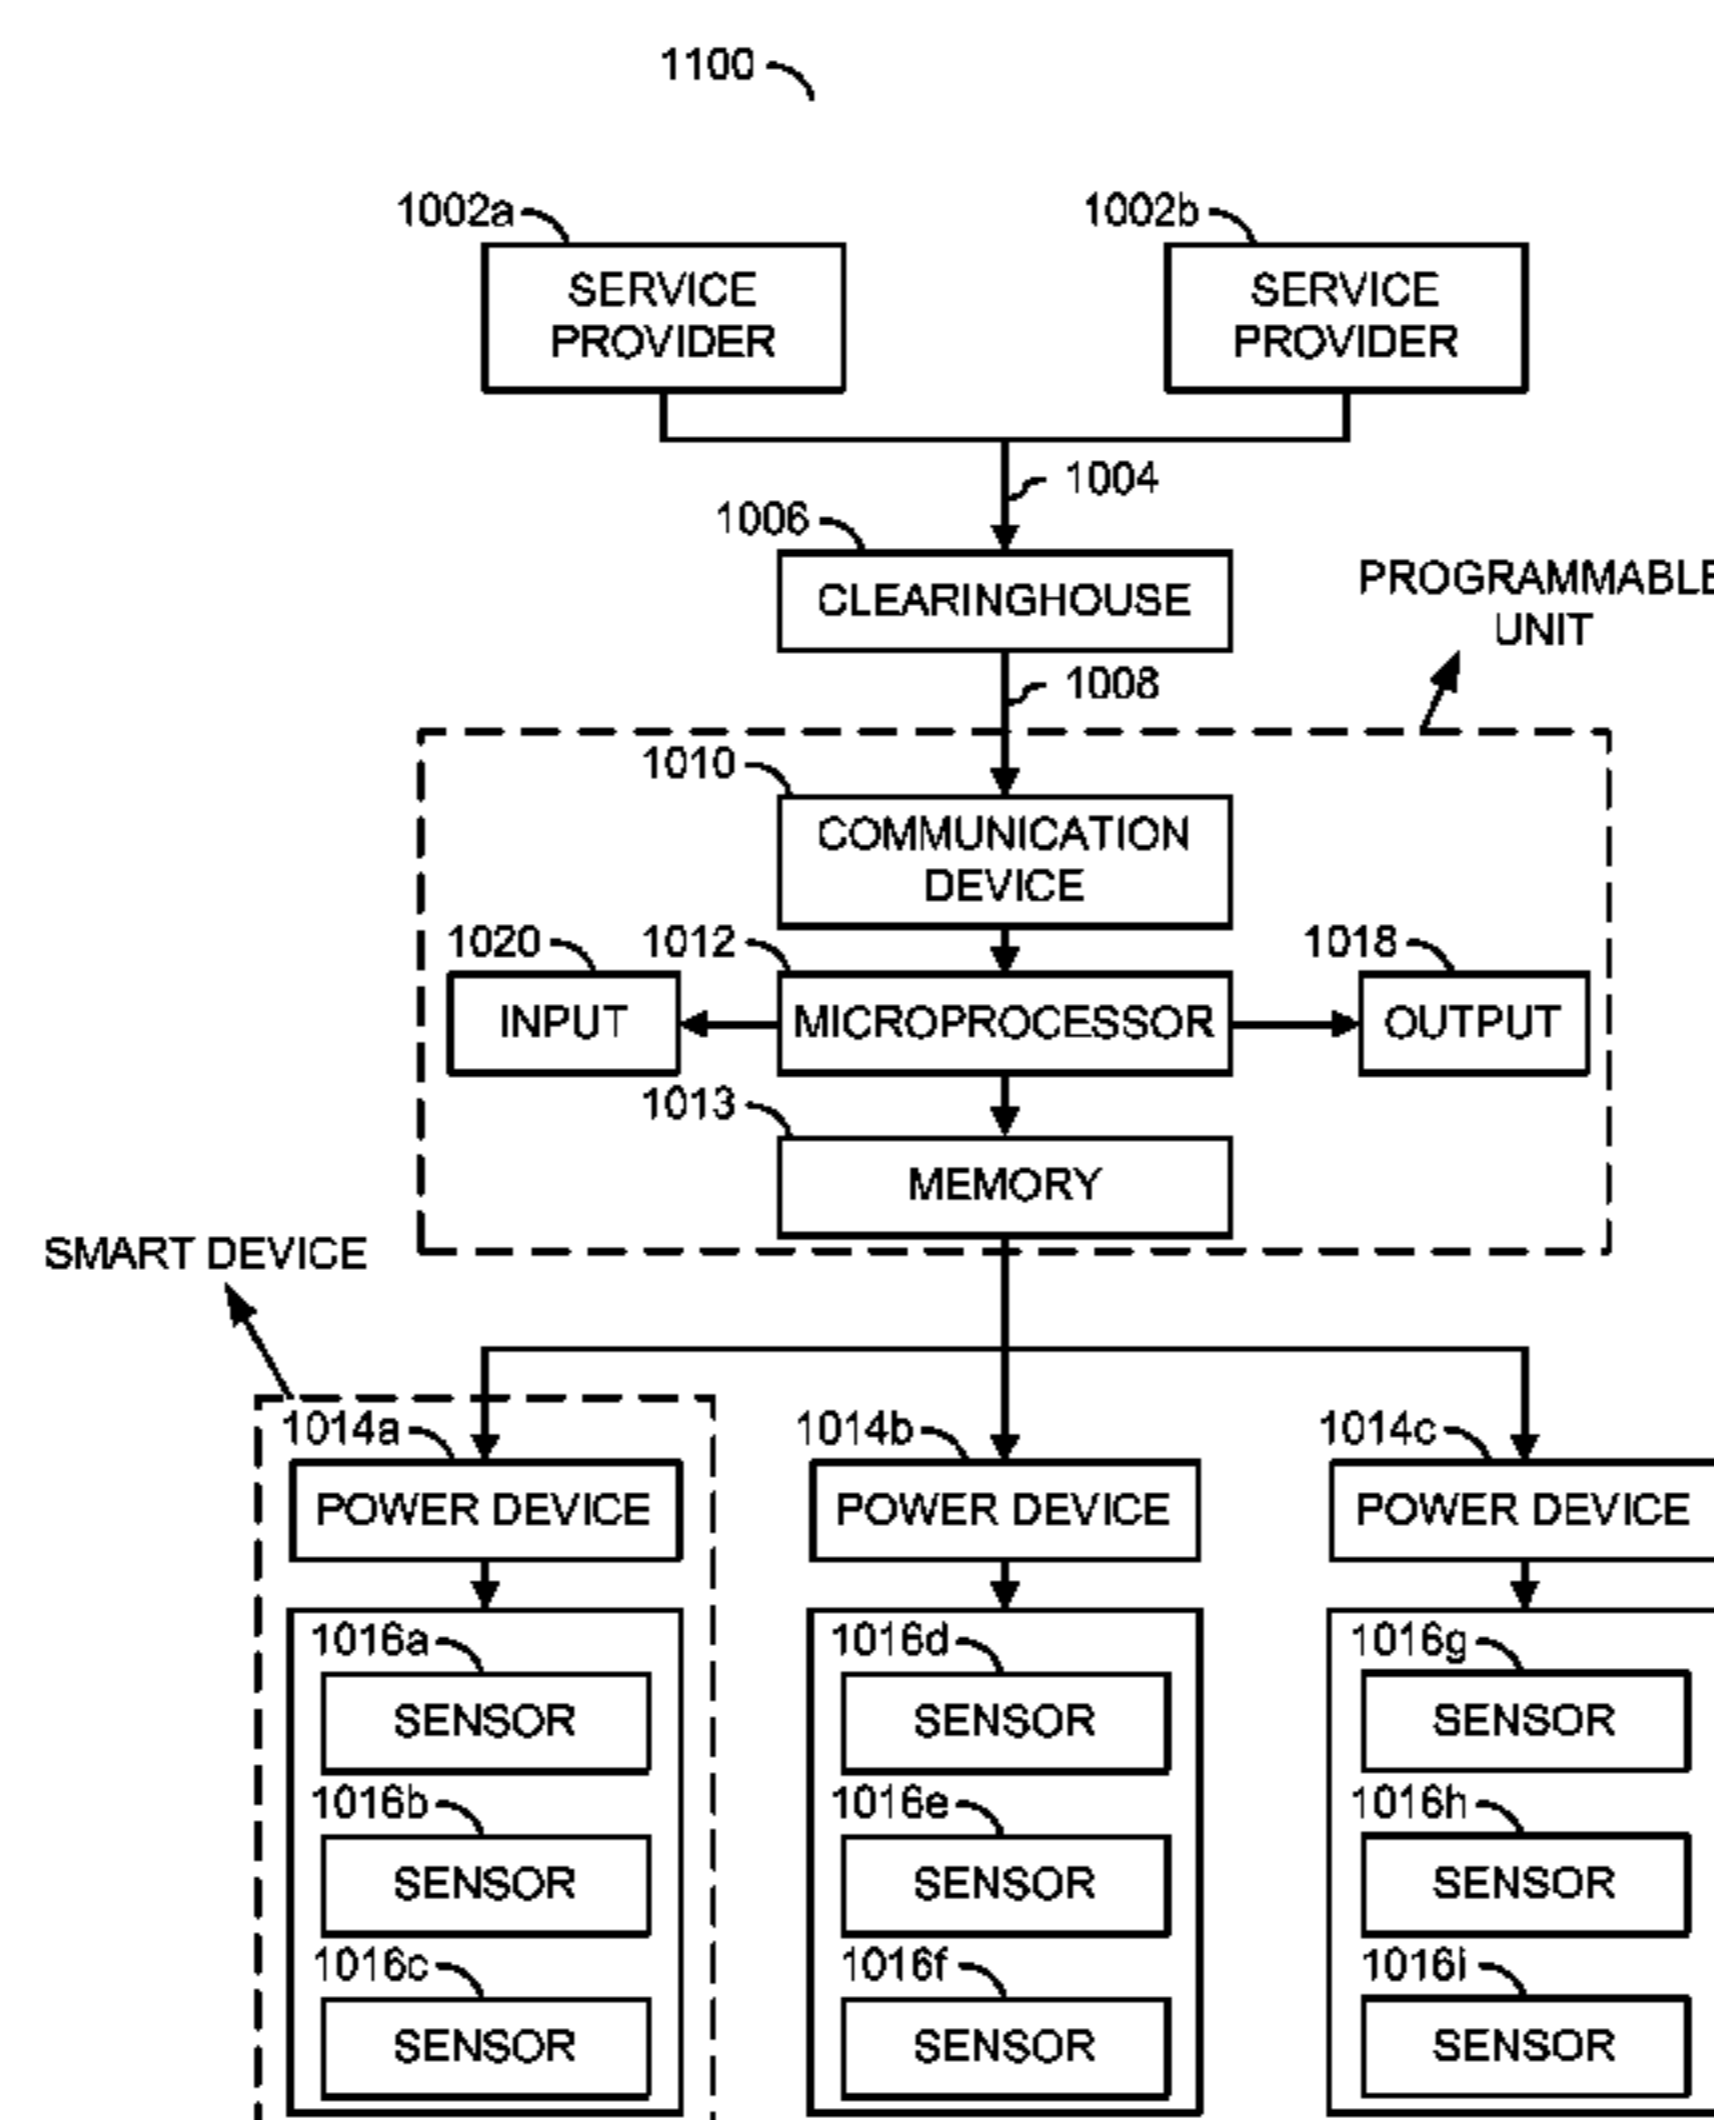 1100
1002a
1002b
SERVICE
PROVIDER
SERVICE
PROVIDER
1004
1006
CLEARINGHOUSE
PROGRAMMABLE
UNIT
1008
1010
COMMUNICATION
DEVICE
1020
1012
1018
INPUT
MICROPROCESSOR
OUTPUT
1013
MEMORY
SMART DEVICE
1014a
1014b
1014c
POWER DEVICE
POWER DEVICE
POWER DEVICE
1016a
1016d
1016g
SENSOR
SENSOR
SENSOR
1016b
1016e
1016h
SENSOR
SENSOR
SENSOR
1016c
1016f
1016i
SENSOR
SENSOR
SENSOR